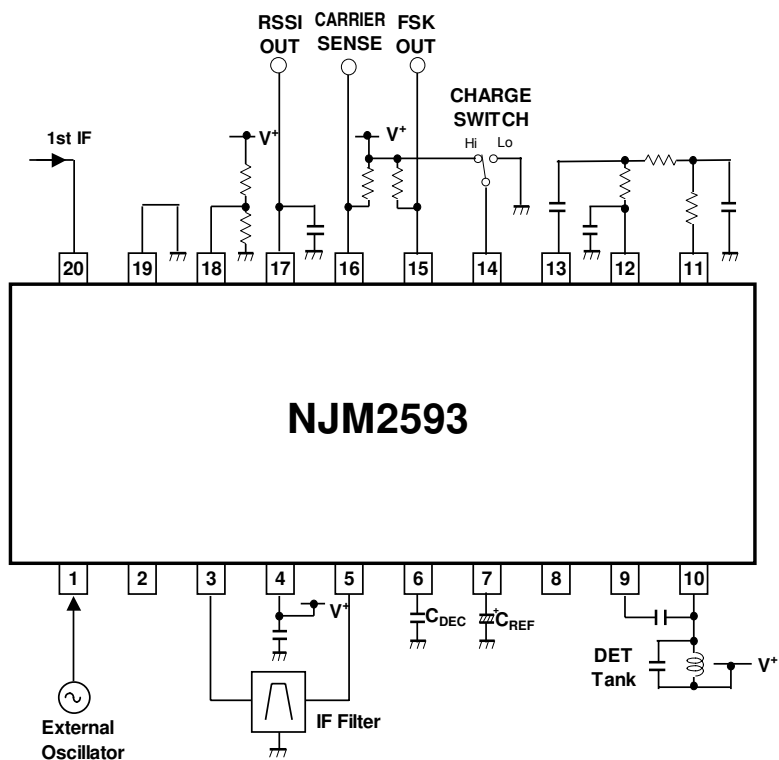 RSSI OUT
CARRIER SENSE
FSK OUT
CHARGE SWITCH
Hi Lo
1st IF
V+
V+
20 19 18 17 16 15 14 13 12 11
NJM2593
1 2 3 4 5 6 7 8 9 10
V+
CDEC
+
CREF
DET Tank
V+
IF Filter
External Oscillator